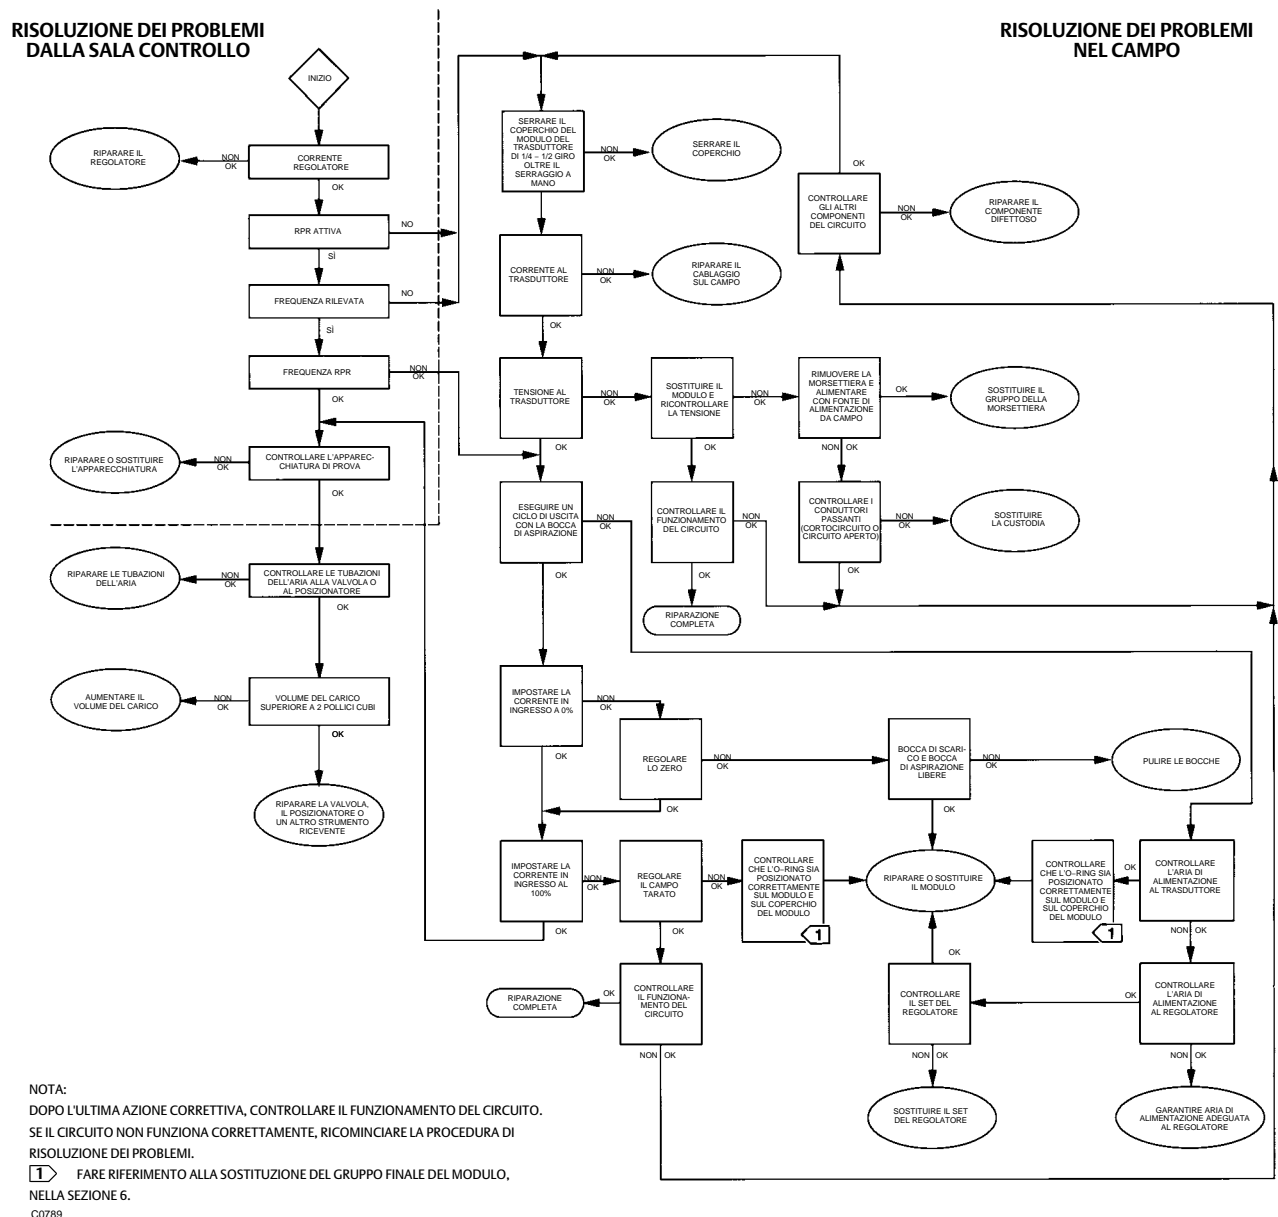 RISOLUZIONE DEI PROBLEMI
DALLA SALA CONTROLLO
RISOLUZIONE DEI PROBLEMI
NEL CAMPO
INIZIO
RIPARARE IL
REGOLATORE
NON
OK
CORRENTE
REGOLATORE
OK
RPR ATTIVA
NO
SÌ
FREQUENZA RILEVATA
NO
SÌ
FREQUENZA RPR
NON
OK
OK
RIPARARE O SOSTITUIRE
L'APPARECCHIATURA
NON
OK
CONTROLLARE L'APPAREC-
CHIATURA DI PROVA
OK
RIPARARE LE TUBAZIONI
DELL'ARIA
NON
OK
CONTROLLARE LE TUBAZIONI
DELL'ARIA ALLA VALVOLA O
AL POSIZIONATORE
OK
AUMENTARE IL
VOLUME DEL CARICO
NON
OK
VOLUME DEL CARICO
SUPERIORE A 2 POLLICI CUBI
OK
RIPARARE LA VALVOLA,
IL POSIZIONATORE O
UN ALTRO STRUMENTO
RICEVENTE
SERRARE IL
COPERCHIO DEL
MODULO DEL
TRASDUTTORE
DI 1/4 – 1/2 GIRO
OLTRE IL
SERRAGGIO A
MANO
NON
OK
SERRARE IL
COPERCHIO
OK
CONTROLLARE
GLI ALTRI
COMPONENTI
DEL CIRCUITO
NON
OK
RIPARARE IL
COMPONENTE
DIFETTOSO
OK
CORRENTE AL
TRASDUTTORE
NON
OK
RIPARARE IL
CABLAGGIO
SUL CAMPO
OK
TENSIONE AL
TRASDUTTORE
NON
OK
SOSTITUIRE IL
MODULO E
RICONTROLLARE
LA TENSIONE
NON
OK
RIMUOVERE LA
MORSETTIERA E
ALIMENTARE
CON FONTE DI
ALIMENTAZIONE
DA CAMPO
OK
SOSTITUIRE IL
GRUPPO DELLA
MORSETTIERA
OK
OK
NON OK
ESEGUIRE UN
CICLO DI USCITA
CON LA BOCCA
DI ASPIRAZIONE
NON
OK
CONTROLLARE IL
FUNZIONAMENTO
DEL CIRCUITO
NON
OK
CONTROLLARE I
CONDUTTORI
PASSANTI
(CORTOCIRCUITO O
CIRCUITO APERTO)
NON
OK
SOSTITUIRE
LA CUSTODIA
OK
OK
OK
RIPARAZIONE
COMPLETA
IMPOSTARE LA
CORRENTE IN
INGRESSO A 0%
NON
OK
OK
REGOLARE
LO ZERO
NON
OK
OK
BOCCA DI SCARI-
CO E BOCCA
DI ASPIRAZIONE
LIBERE
NON
OK
OK
PULIRE LE BOCCHE
IMPOSTARE LA
CORRENTE IN
INGRESSO AL
100%
NON
OK
OK
REGOLARE
IL CAMPO
TARATO
NON
OK
OK
CONTROLLARE
CHE L'O–RING SIA
POSIZIONATO
CORRETTAMENTE
SUL MODULO E
SUL COPERCHIO
DEL MODULO
1
RIPARARE O SOSTITUIRE
IL MODULO
CONTROLLARE
CHE L'O–RING SIA
POSIZIONATO
CORRETTAMENTE
SUL MODULO E
SUL COPERCHIO
DEL MODULO
1
OK
CONTROLLARE
L'ARIA DI
ALIMENTAZIONE
AL TRASDUTTORE
NON OK
OK
RIPARAZIONE
COMPLETA
OK
CONTROLLARE
IL FUNZIONA-
MENTO DEL
CIRCUITO
NON OK
CONTROLLARE
IL SET DEL
REGOLATORE
OK
CONTROLLARE
L'ARIA DI
ALIMENTAZIONE
AL REGOLATORE
NON OK
NON OK
SOSTITUIRE IL SET
DEL REGOLATORE
GARANTIRE ARIA DI
ALIMENTAZIONE ADEGUATA
AL REGOLATORE
NOTA:
DOPO L'ULTIMA AZIONE CORRETTIVA, CONTROLLARE IL FUNZIONAMENTO DEL CIRCUITO.
SE IL CIRCUITO NON FUNZIONA CORRETTAMENTE, RICOMINCIARE LA PROCEDURA DI
RISOLUZIONE DEI PROBLEMI.
1 FARE RIFERIMENTO ALLA SOSTITUZIONE DEL GRUPPO FINALE DEL MODULO,
NELLA SEZIONE 6.
C0789